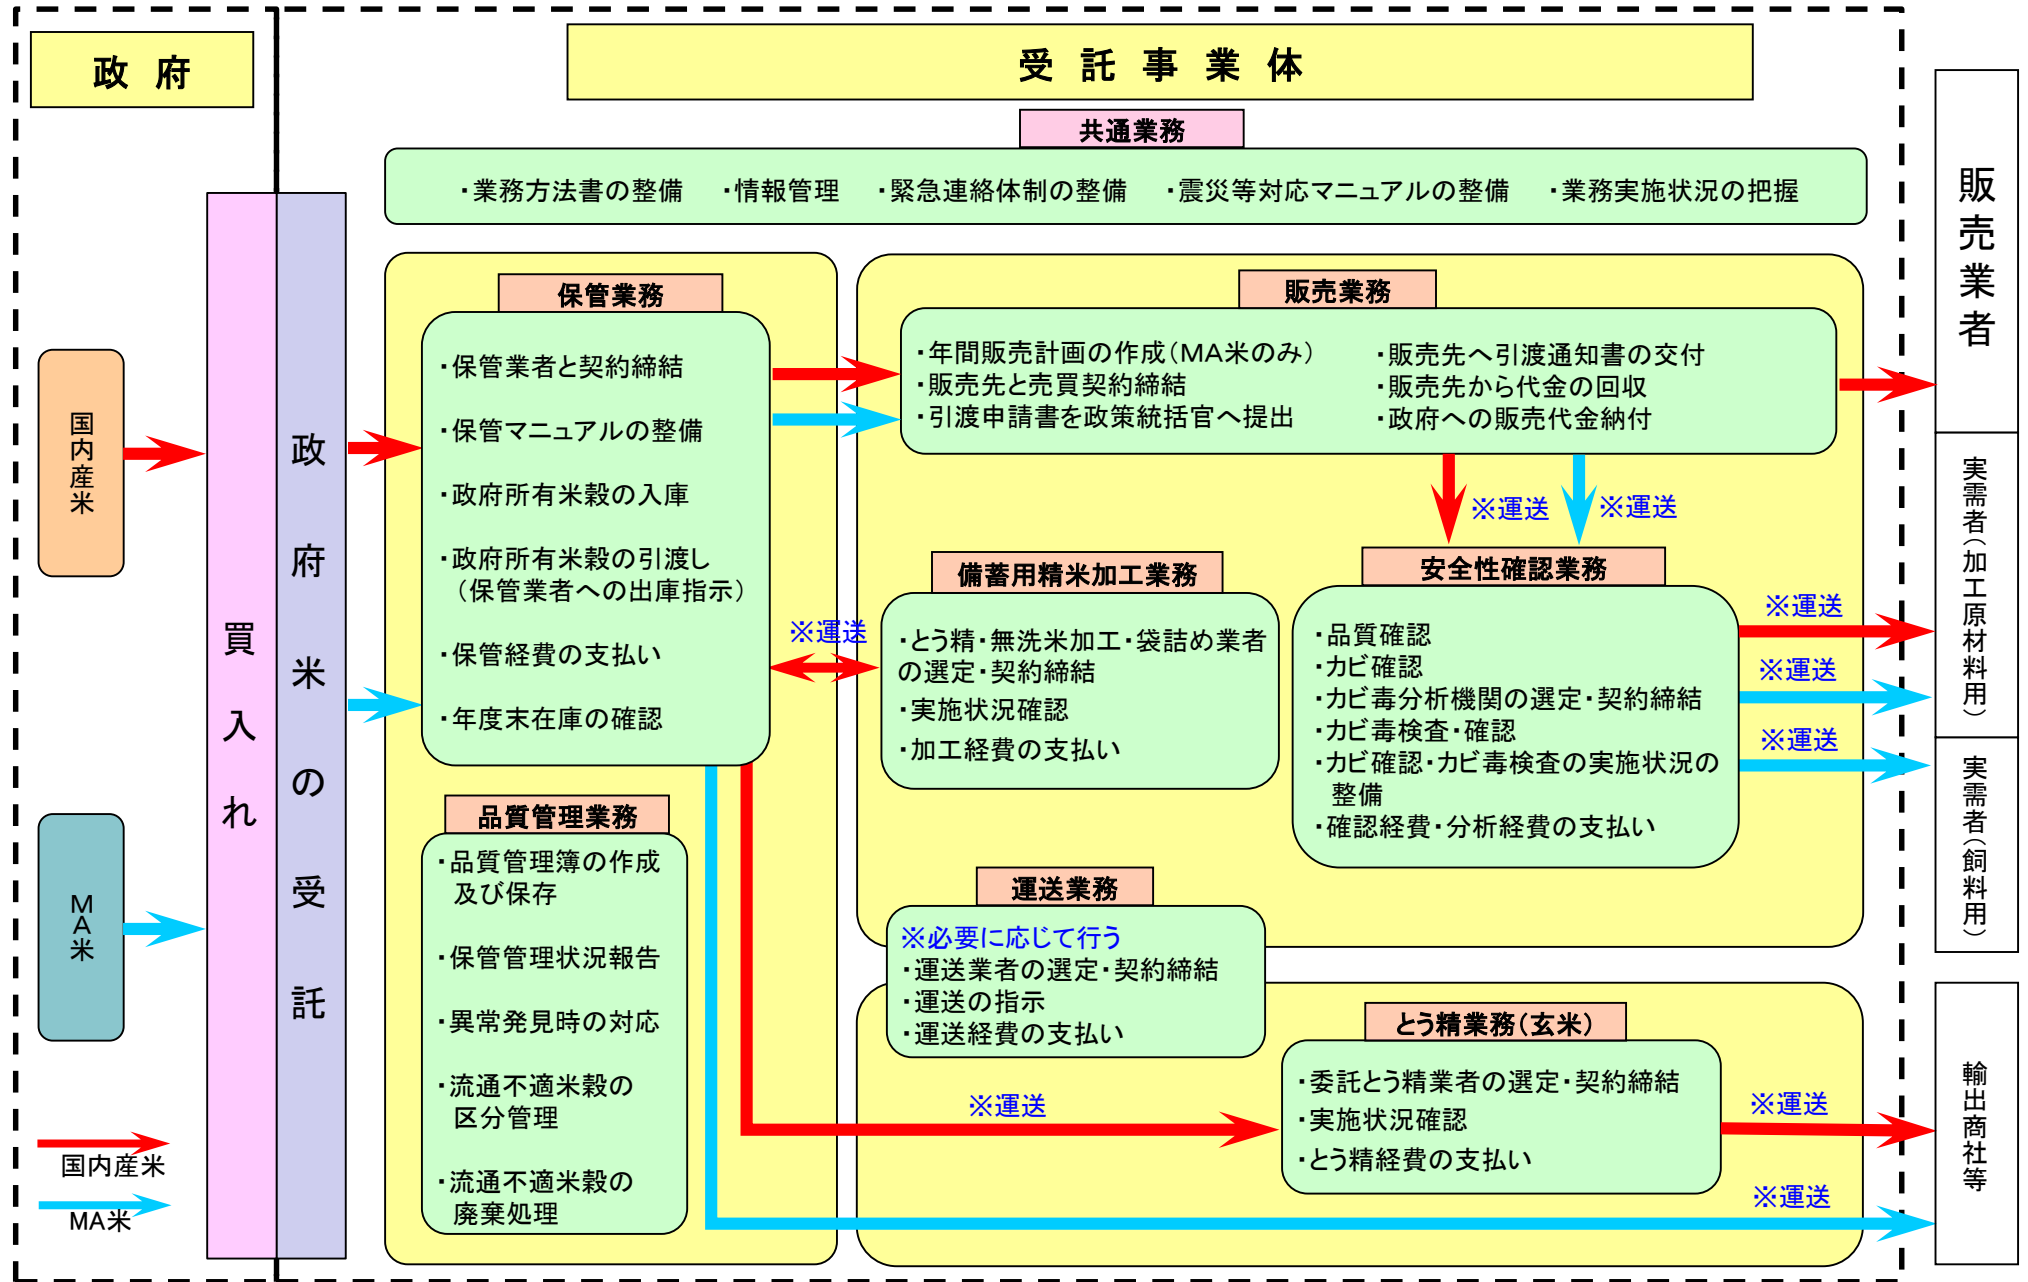 政府
受託事業体
共通業務
・業務方法書の整備　・情報管理　・緊急連絡体制の整備　・震災等対応マニュアルの整備　・業務実施状況の把握
国内産米
MA米
買入れ
政府米の受託
保管業務
・保管業者と契約締結
・保管マニュアルの整備
・政府所有米穀の入庫
・政府所有米穀の引渡し
（保管業者への出庫指示）
・保管経費の支払い
・年度末在庫の確認
品質管理業務
・品質管理簿の作成
及び保存
・保管管理状況報告
・異常発見時の対応
・流通不適米穀の
区分管理
・流通不適米穀の
廃棄処理
販売業務
・年間販売計画の作成（MA米のみ）
・販売先と売買契約締結
・引渡申請書を政策統括官へ提出
・販売先へ引渡通知書の交付
・販売先から代金の回収
・政府への販売代金納付
※運送
※運送
※運送
備蓄用精米加工業務
・とう精・無洗米加工・袋詰め業者
の選定・契約締結
・実施状況確認
・加工経費の支払い
安全性確認業務
・品質確認
・カビ確認
・カビ毒分析機関の選定・契約締結
・カビ毒検査・確認
・カビ確認・カビ毒検査の実施状況の
整備
・確認経費・分析経費の支払い
※運送
※運送
※運送
運送業務
※必要に応じて行う
・運送業者の選定・契約締結
・運送の指示
・運送経費の支払い
※運送
とう精業務（玄米）
・委託とう精業者の選定・契約締結
・実施状況確認
・とう精経費の支払い
※運送
※運送
販売業者
実需者（加工原材料用）
実需者（飼料用）
輸出商社等
国内産米
MA米